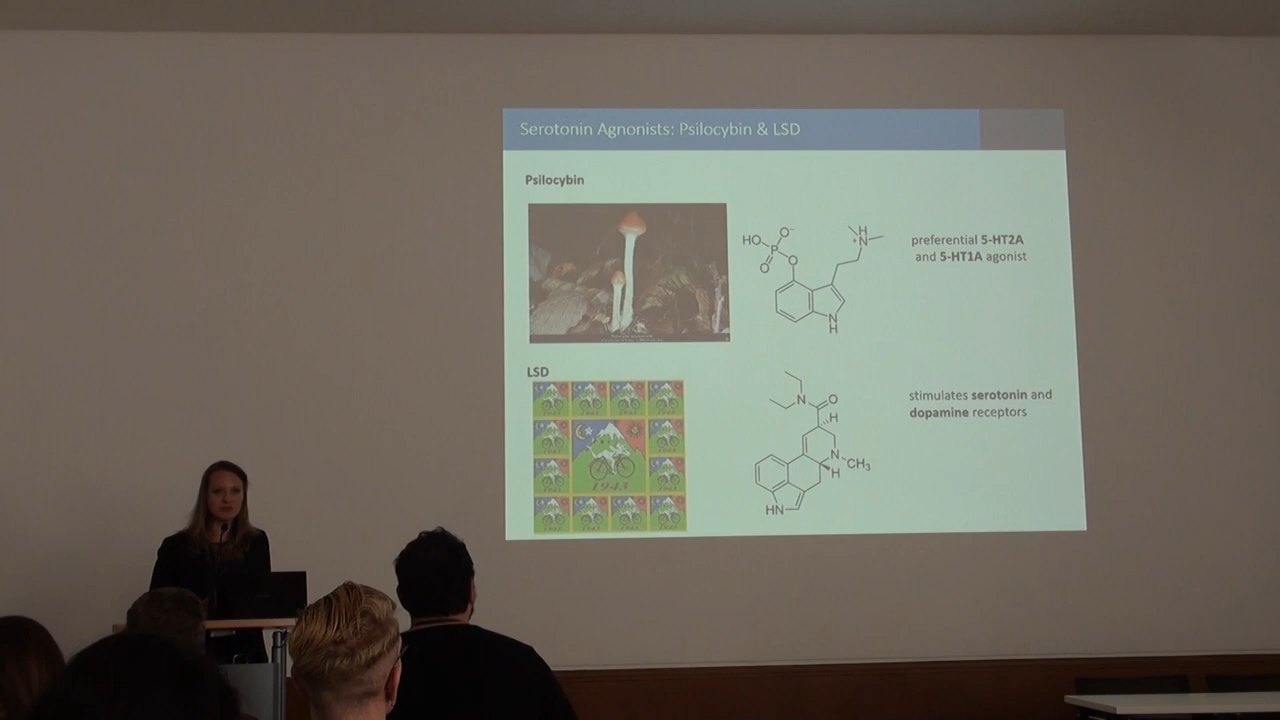 Serotonin Agnonists: Psilocybin & LSD
Psilocybin
HO
O-
P
O
O
H
+N
N
H
preferential 5-HT2A
and 5-HT1A agonist
LSD
N
O
H
N
CH3
H
HN
stimulates serotonin and
dopamine receptors
1943